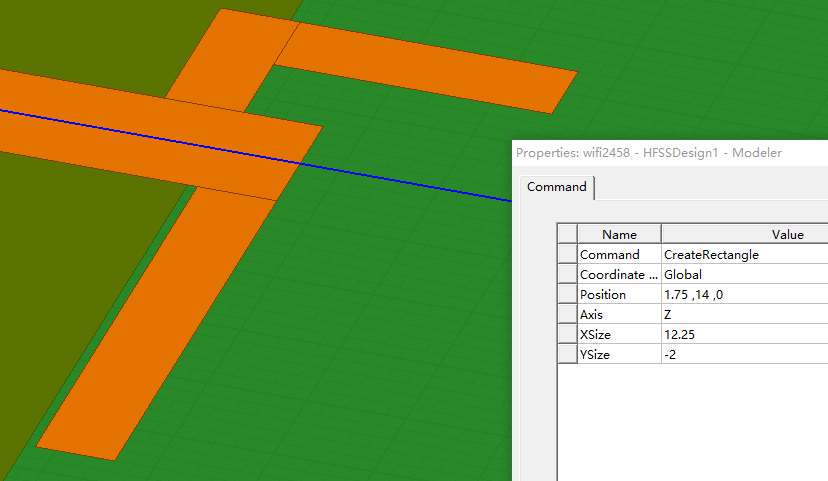 Properties: wifi2458 - HFSSDesign1 - Modeler
Command
Name Value
Command CreateRectangle
Coordinate ... Global
Position 1.75 ,14 ,0
Axis Z
XSize 12.25
YSize -2